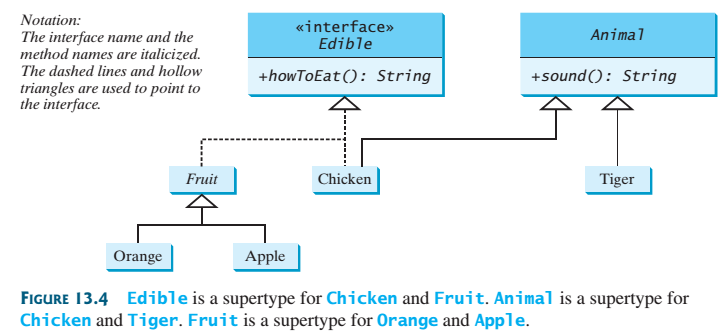 Notation:
The interface name and the
method names are italicized.
The dashed lines and hollow
triangles are used to point to
the interface.
«interface»
Edible
+howToEat(): String
Animal
+sound(): String
Fruit
Chicken
Tiger
Orange
Apple
FIGURE 13.4 Edible is a supertype for Chicken and Fruit. Animal is a supertype for
Chicken and Tiger. Fruit is a supertype for Orange and Apple.